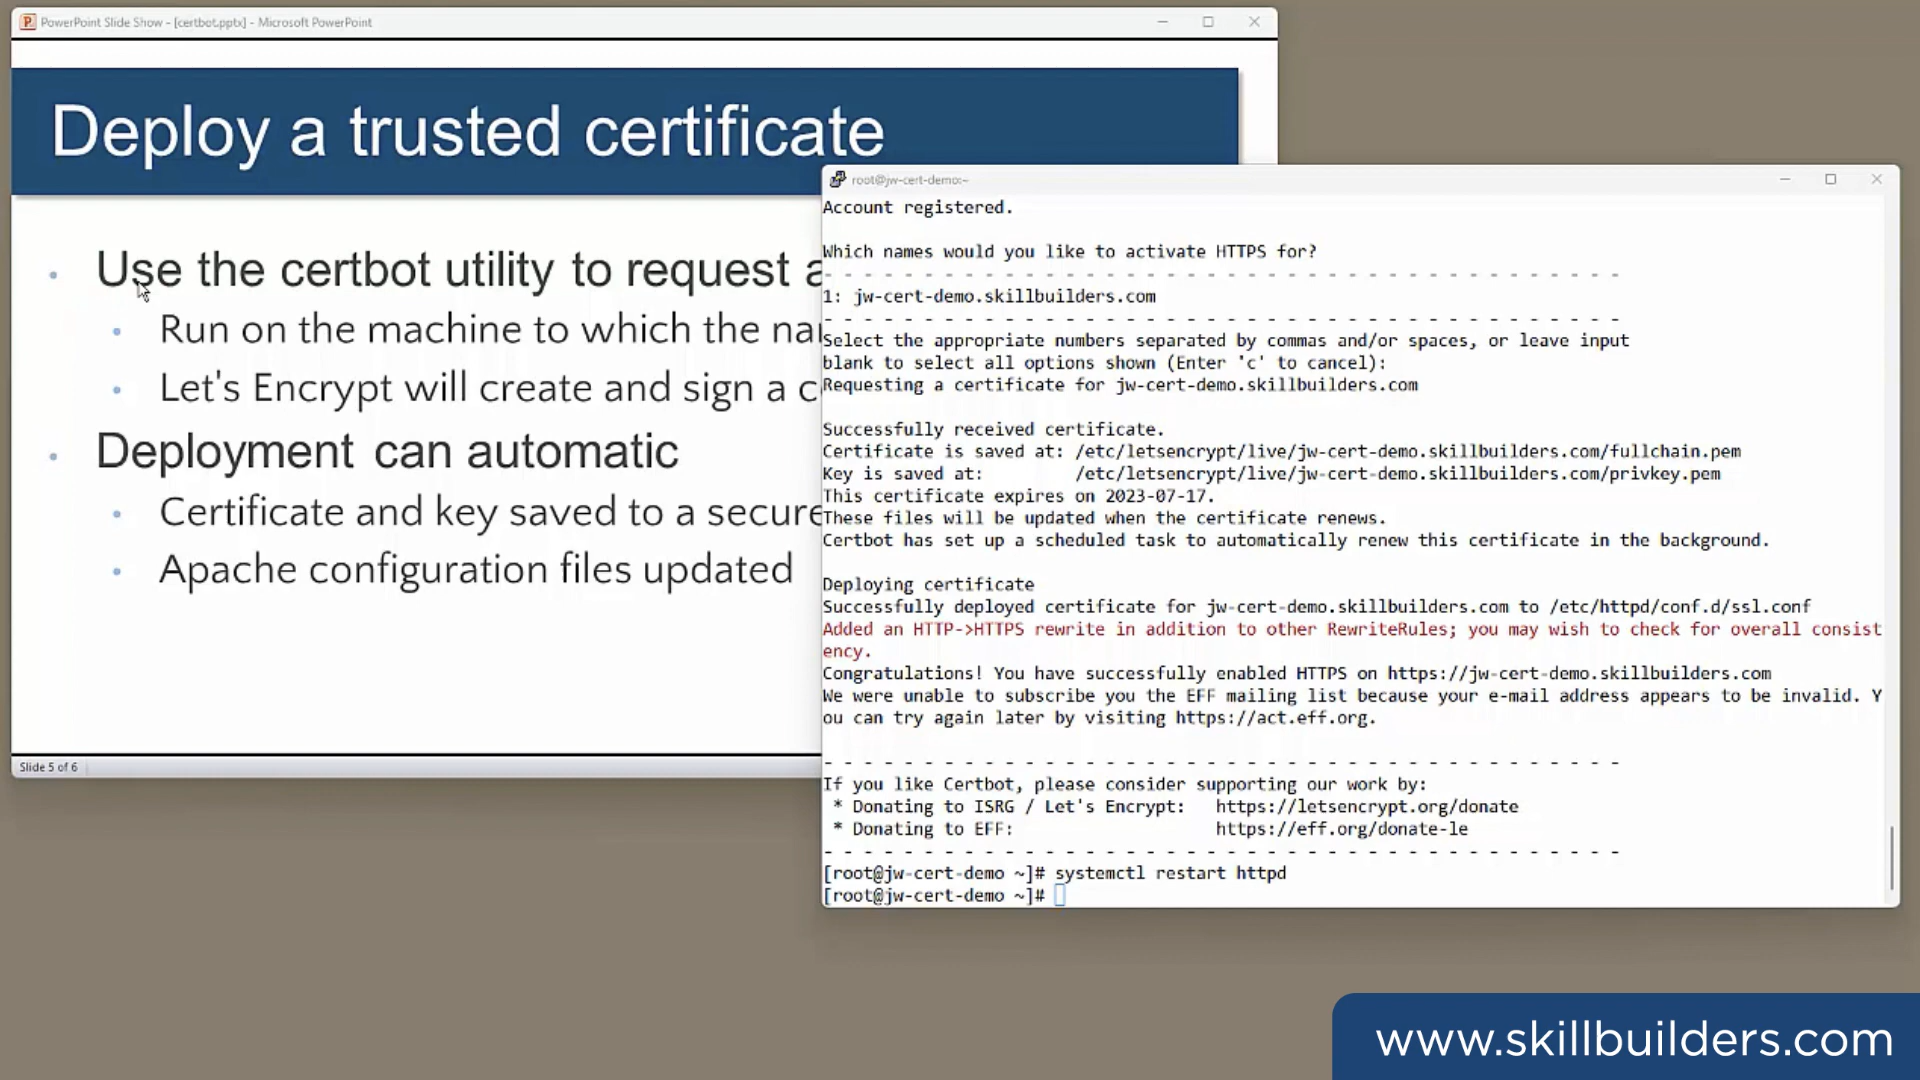 PowerPoint Slide Show - [certbot.pptx] - Microsoft PowerPoint
Deploy a trusted certificate
Use the certbot utility to request a
Run on the machine to which the na
Let's Encrypt will create and sign a c
Deployment can automatic
Certificate and key saved to a secure
Apache configuration files updated
Slide 5 of 6
root@jw-cert-demo:~
Account registered.
Which names would you like to activate HTTPS for?
- - - - - - - - - - - - - - - - - - - - - - - - - - - - - - - - - - - - - - - -
1: jw-cert-demo.skillbuilders.com
- - - - - - - - - - - - - - - - - - - - - - - - - - - - - - - - - - - - - - - -
Select the appropriate numbers separated by commas and/or spaces, or leave input
blank to select all options shown (Enter 'c' to cancel):
Requesting a certificate for jw-cert-demo.skillbuilders.com
Successfully received certificate.
Certificate is saved at: /etc/letsencrypt/live/jw-cert-demo.skillbuilders.com/fullchain.pem
Key is saved at:         /etc/letsencrypt/live/jw-cert-demo.skillbuilders.com/privkey.pem
This certificate expires on 2023-07-17.
These files will be updated when the certificate renews.
Certbot has set up a scheduled task to automatically renew this certificate in the background.
Deploying certificate
Successfully deployed certificate for jw-cert-demo.skillbuilders.com to /etc/httpd/conf.d/ssl.conf
Added an HTTP->HTTPS rewrite in addition to other RewriteRules; you may wish to check for overall consist
ency.
Congratulations! You have successfully enabled HTTPS on https://jw-cert-demo.skillbuilders.com
We were unable to subscribe you the EFF mailing list because your e-mail address appears to be invalid. Y
ou can try again later by visiting https://act.eff.org.
- - - - - - - - - - - - - - - - - - - - - - - - - - - - - - - - - - - - - - - -
If you like Certbot, please consider supporting our work by:
* Donating to ISRG / Let's Encrypt:   https://letsencrypt.org/donate
* Donating to EFF:                    https://eff.org/donate-le
- - - - - - - - - - - - - - - - - - - - - - - - - - - - - - - - - - - - - - - -
[root@jw-cert-demo ~]# systemctl restart httpd
[root@jw-cert-demo ~]#
www.skillbuilders.com